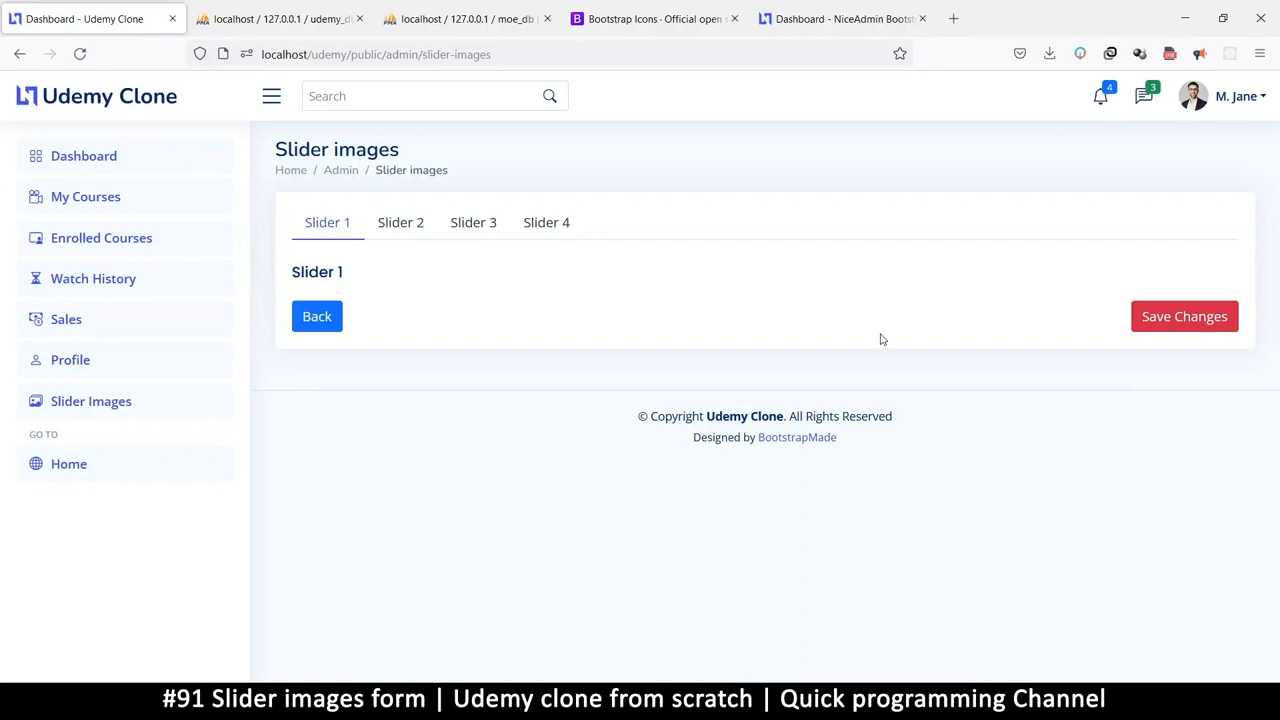 Dashboard - Udemy Clone
localhost / 127.0.0.1 / udemy_d
localhost / 127.0.0.1 / moe_db |
Bootstrap Icons · Official open s
Dashboard - NiceAdmin Bootst
localhost/udemy/public/admin/slider-images
Udemy Clone
Search
4
3
M. Jane
Dashboard
My Courses
Enrolled Courses
Watch History
Sales
Profile
Slider Images
GO TO
Home
Slider images
Home / Admin / Slider images
Slider 1
Slider 2
Slider 3
Slider 4
Slider 1
Back
Save Changes
© Copyright Udemy Clone. All Rights Reserved
Designed by BootstrapMade
#91 Slider images form | Udemy clone from scratch | Quick programming Channel